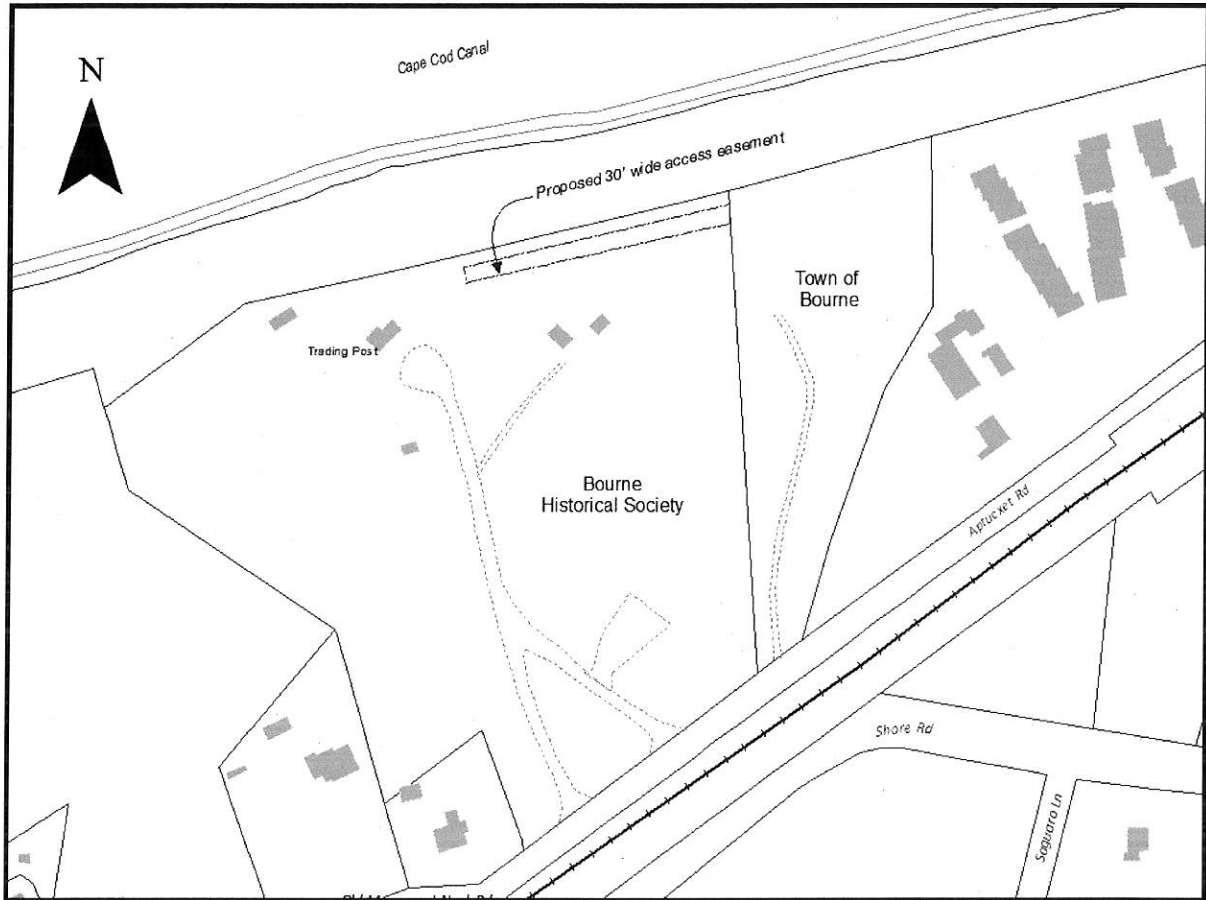 Cape Cod Canal
N
Proposed 30' wide access easement
Town of
Bourne
Trading Post
Bourne
Historical Society
Aptucxet Rd
Shore Rd
Saguaro Ln